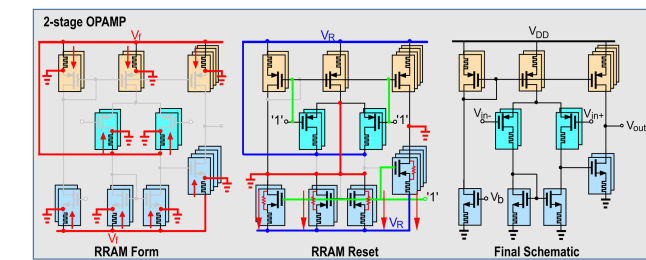 2-stage OPAMP
Vf
VR
VDD
'1'
'1'
Vin-
Vin+
Vout
'1'
Vb
Vf
VR
RRAM Form
RRAM Reset
Final Schematic